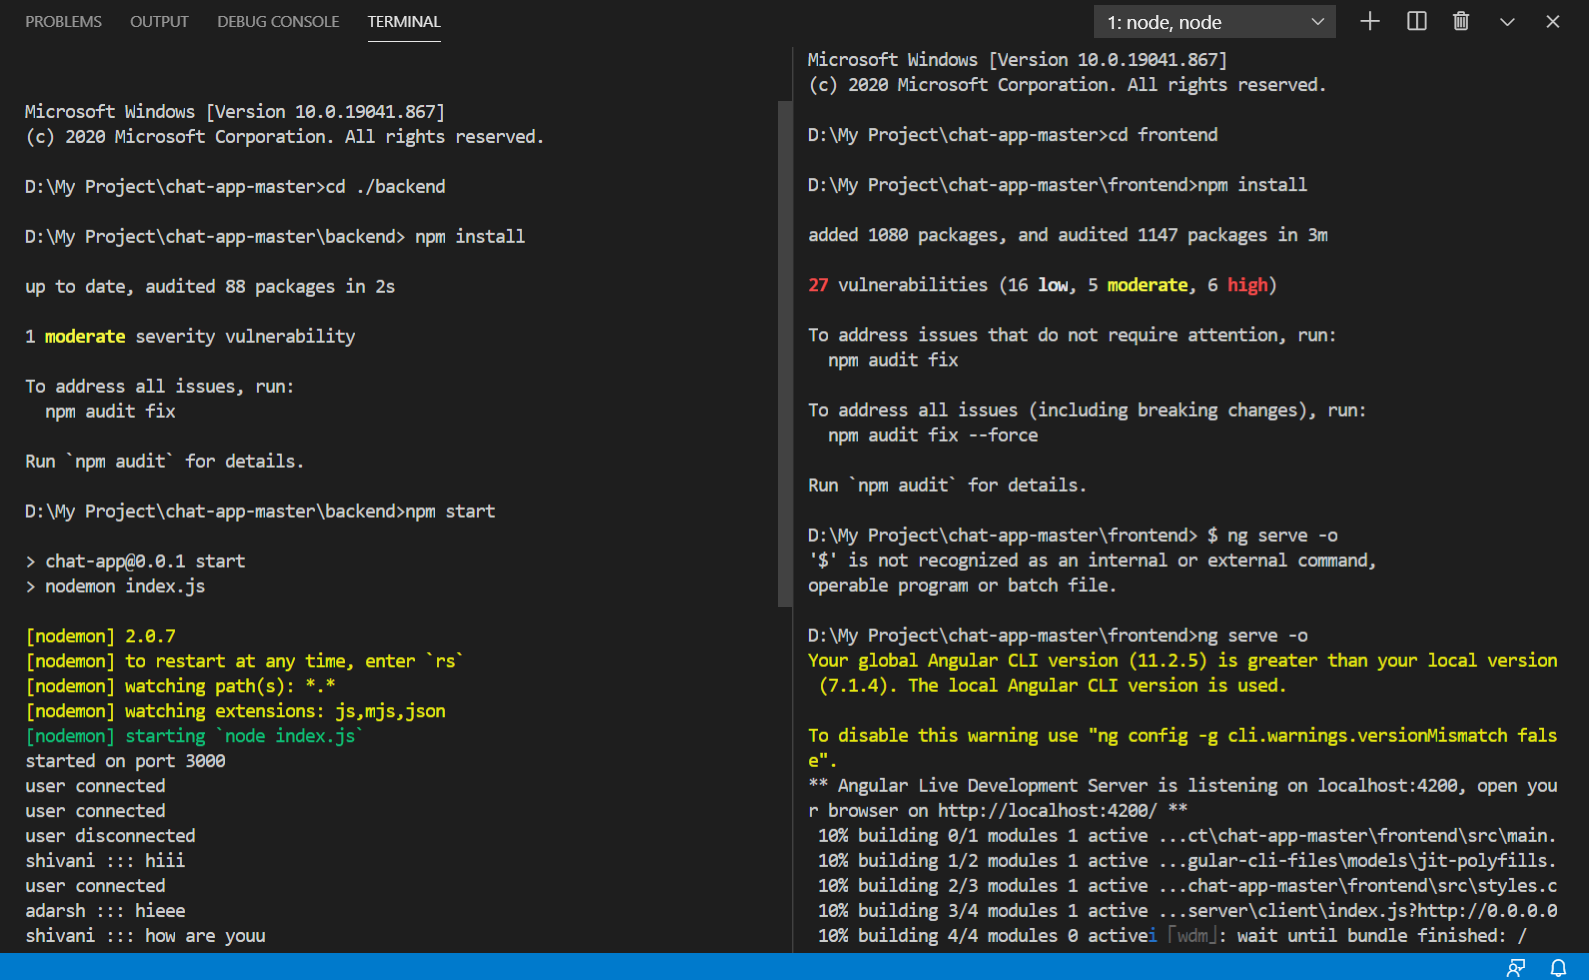 PROBLEMS OUTPUT DEBUG CONSOLE TERMINAL 1: node, node
Microsoft Windows [Version 10.0.19041.867]
(c) 2020 Microsoft Corporation. All rights reserved.
D:\My Project\chat-app-master>cd ./backend
D:\My Project\chat-app-master\backend> npm install
up to date, audited 88 packages in 2s
1 moderate severity vulnerability
To address all issues, run:
npm audit fix
Run `npm audit` for details.
D:\My Project\chat-app-master\backend>npm start
> chat-app@0.0.1 start
> nodemon index.js
[nodemon] 2.0.7
[nodemon] to restart at any time, enter `rs`
[nodemon] watching path(s): *.*
[nodemon] watching extensions: js,mjs,json
[nodemon] starting `node index.js`
started on port 3000
user connected
user connected
user disconnected
shivani ::: hiii
user connected
adarsh ::: hieee
shivani ::: how are youu
Microsoft Windows [Version 10.0.19041.867]
(c) 2020 Microsoft Corporation. All rights reserved.
D:\My Project\chat-app-master>cd frontend
D:\My Project\chat-app-master\frontend>npm install
added 1080 packages, and audited 1147 packages in 3m
27 vulnerabilities (16 low, 5 moderate, 6 high)
To address issues that do not require attention, run:
npm audit fix
To address all issues (including breaking changes), run:
npm audit fix --force
Run `npm audit` for details.
D:\My Project\chat-app-master\frontend> $ ng serve -o
'$' is not recognized as an internal or external command,
operable program or batch file.
D:\My Project\chat-app-master\frontend>ng serve -o
Your global Angular CLI version (11.2.5) is greater than your local version
(7.1.4). The local Angular CLI version is used.
To disable this warning use "ng config -g cli.warnings.versionMismatch fals
e".
** Angular Live Development Server is listening on localhost:4200, open you
r browser on http://localhost:4200/ **
10% building 0/1 modules 1 active ...ct\chat-app-master\frontend\src\main.
10% building 1/2 modules 1 active ...gular-cli-files\models\jit-polyfills.
10% building 2/3 modules 1 active ...chat-app-master\frontend\src\styles.c
10% building 3/4 modules 1 active ...server\client\index.js?http://0.0.0.0
10% building 4/4 modules 0 activei ｢wdm｣: wait until bundle finished: /